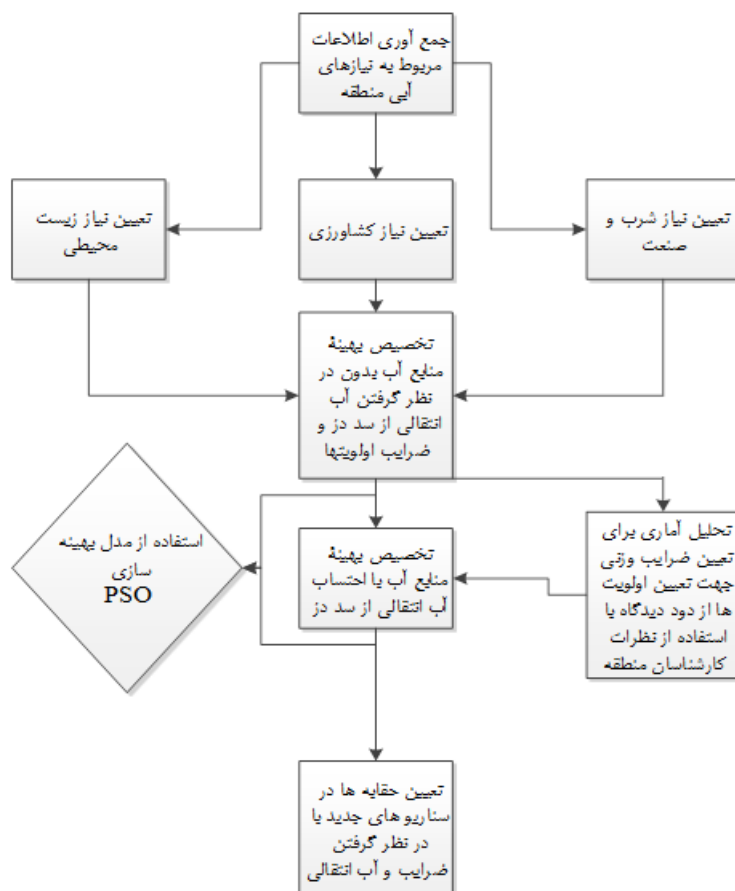 جمع آوری اطلاعات
مربوط به نیازهای
آبی منطقه
تعیین نیاز شرب و
صنعت
تعیین نیاز کشاورزی
تعیین نیاز زیست
محیطی
تخصیص بهینهٔ
منابع آب بدون در
نظر گرفتن آب
انتقالی از سد دز و
ضرایب اولویتها
تحلیل آماری برای
تعیین ضرایب وزنی
جهت تعیین اولویت
ها از دود دیدگاه با
استفاده از نظرات
کارشناسان منطقه
تخصیص بهینهٔ
منابع آب با احتساب
آب انتقالی از سد دز
استفاده از مدل بهینه
سازی
PSO
تعیین حقابه ها در
سناریو های جدید با
در نظر گرفتن
ضرایب و آب انتقالی